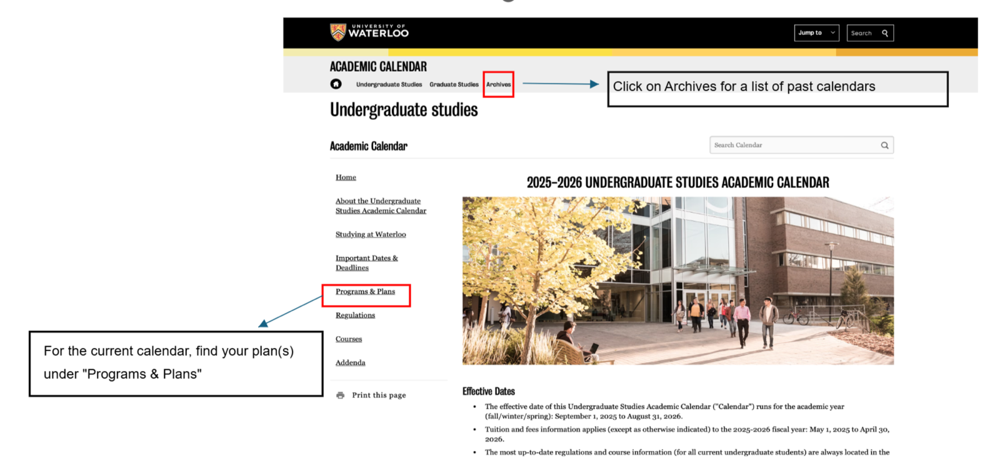 UNIVERSITY OF
WATERLOO
Jump to
Search
ACADEMIC CALENDAR
Undergraduate Studies Graduate Studies Archives
Click on Archives for a list of past calendars
Undergraduate studies
Academic Calendar
Search Calendar
Home
About the Undergraduate
Studies Academic Calendar
Studying at Waterloo
Important Dates &
Deadlines
Programs & Plans
Regulations
Courses
Addenda
Print this page
For the current calendar, find your plan(s)
under "Programs & Plans"
2025-2026 UNDERGRADUATE STUDIES ACADEMIC CALENDAR
Effective Dates
• The effective date of this Undergraduate Studies Academic Calendar ("Calendar") runs for the academic year
(fall/winter/spring): September 1, 2025 to August 31, 2026.
• Tuition and fees information applies (except as otherwise indicated) to the 2025-2026 fiscal year: May 1, 2025 to April 30,
2026.
• The most up-to-date regulations and course information (for all current undergraduate students) are always located in the